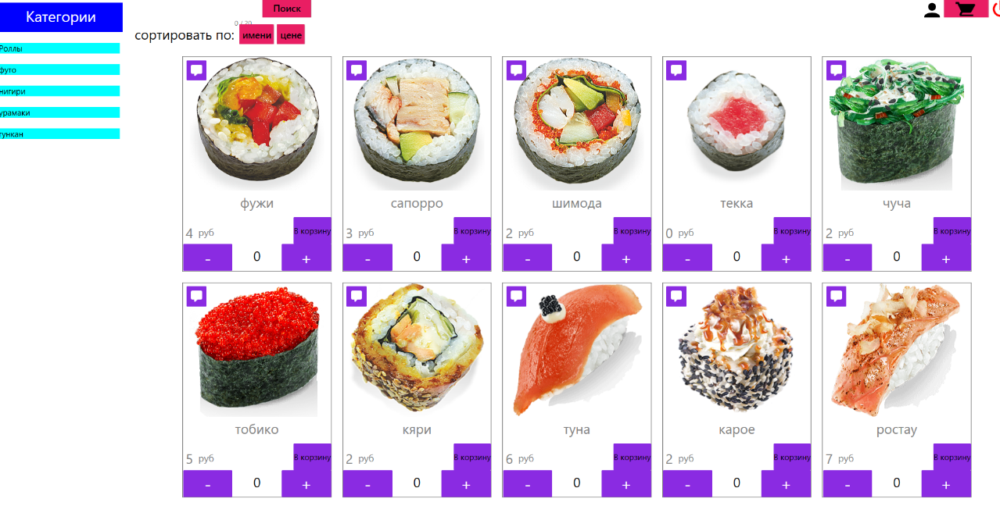 Категории
Роллы
футо
нигири
урамаки
гункан
Поиск
0 / 20
сортировать по: имени цене
фужи
4 руб В корзину
- 0 +
сапорро
3 руб В корзину
- 0 +
шимода
2 руб В корзину
- 0 +
текка
0 руб В корзину
- 0 +
чуча
2 руб В корзину
- 0 +
тобико
5 руб В корзину
- 0 +
кяри
2 руб В корзину
- 0 +
туна
6 руб В корзину
- 0 +
карое
2 руб В корзину
- 0 +
ростау
7 руб В корзину
- 0 +